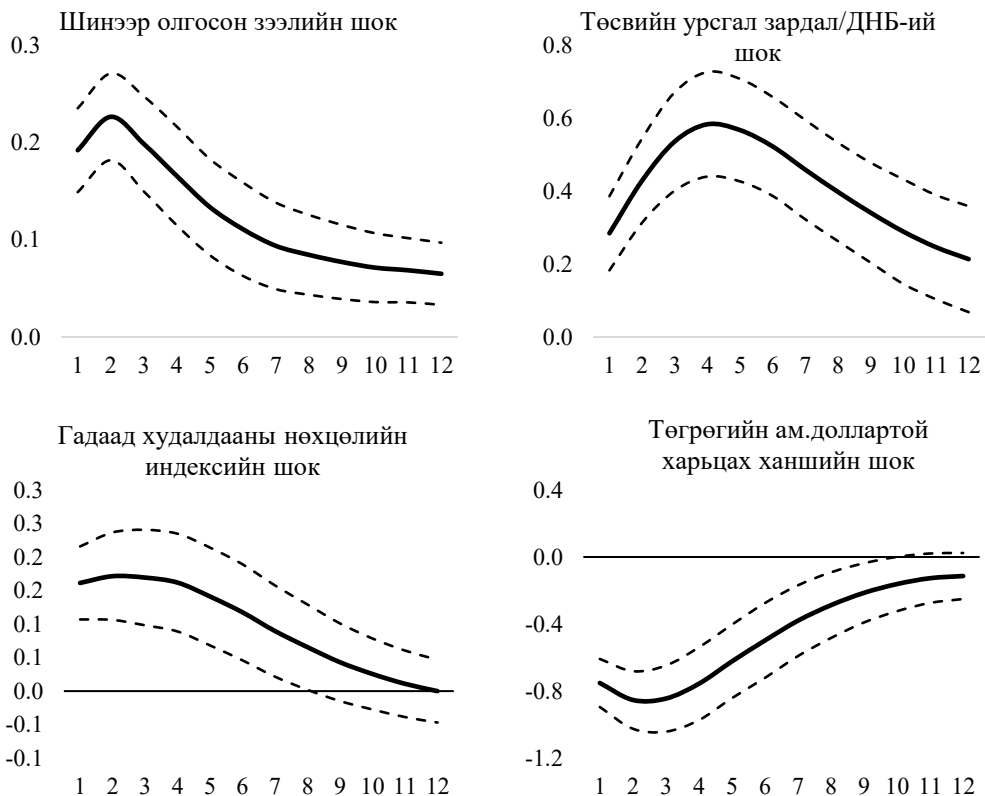 Шинээр олгосон зээлийн шок
0.3
0.2
0.1
0.0
1 2 3 4 5 6 7 8 9 10 11 12
Төсвийн урсгал зардал/ДНБ-ий
шок
0.8
0.6
0.4
0.2
0.0
1 2 3 4 5 6 7 8 9 10 11 12
Гадаад худалдааны нөхцөлийн
индексийн шок
0.3
0.3
0.2
0.2
0.1
0.1
0.0
-0.1
-0.1
1 2 3 4 5 6 7 8 9 10 11 12
Төгрөгийн ам.доллартой
харьцах ханшийн шок
0.4
0.0
-0.4
-0.8
-1.2
1 2 3 4 5 6 7 8 9 10 11 12